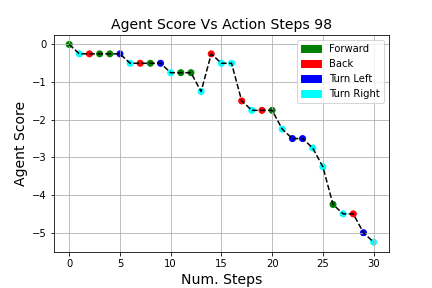 Agent Score Vs Action Steps 98
Forward
Back
Turn Left
Turn Right
Agent Score
0
−1
−2
−3
−4
−5
0 5 10 15 20 25 30
Num. Steps